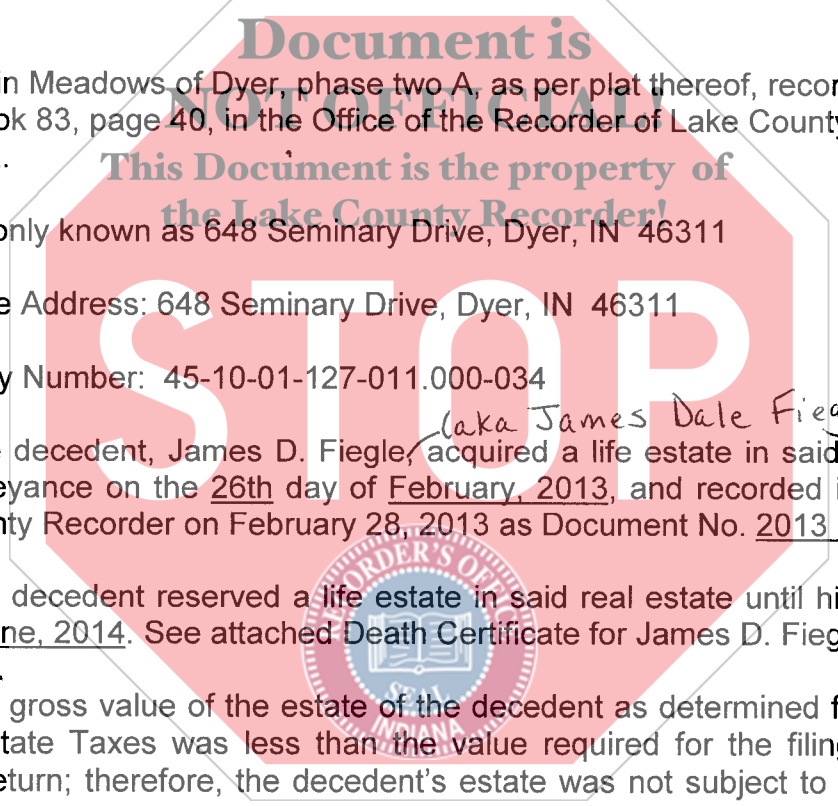 Document is
in Meadows of Dyer, phase two A, as per plat thereof, recor
NOT OFFICIAL!
ok 83, page 40, in the Office of the Recorder of Lake County
.
This Document is the property of
the Lake County Recorder!
only known as 648 Seminary Drive, Dyer, IN 46311
STOP
e Address: 648 Seminary Drive, Dyer, IN 46311
y Number: 45-10-01-127-011.000-034
(aka James Dale Fieg
e decedent, James D. Fiegle, acquired a life estate in said
eyance on the 26th day of February, 2013, and recorded i
nty Recorder on February 28, 2013 as Document No. 2013
decedent reserved a life estate in said real estate until hi
ne, 2014. See attached Death Certificate for James D. Fieg
.
gross value of the estate of the decedent as determined f
tate Taxes was less than the value required for the filing
eturn; therefore, the decedent's estate was not subject to
ORDER'S OF
SEAL
INDIANA